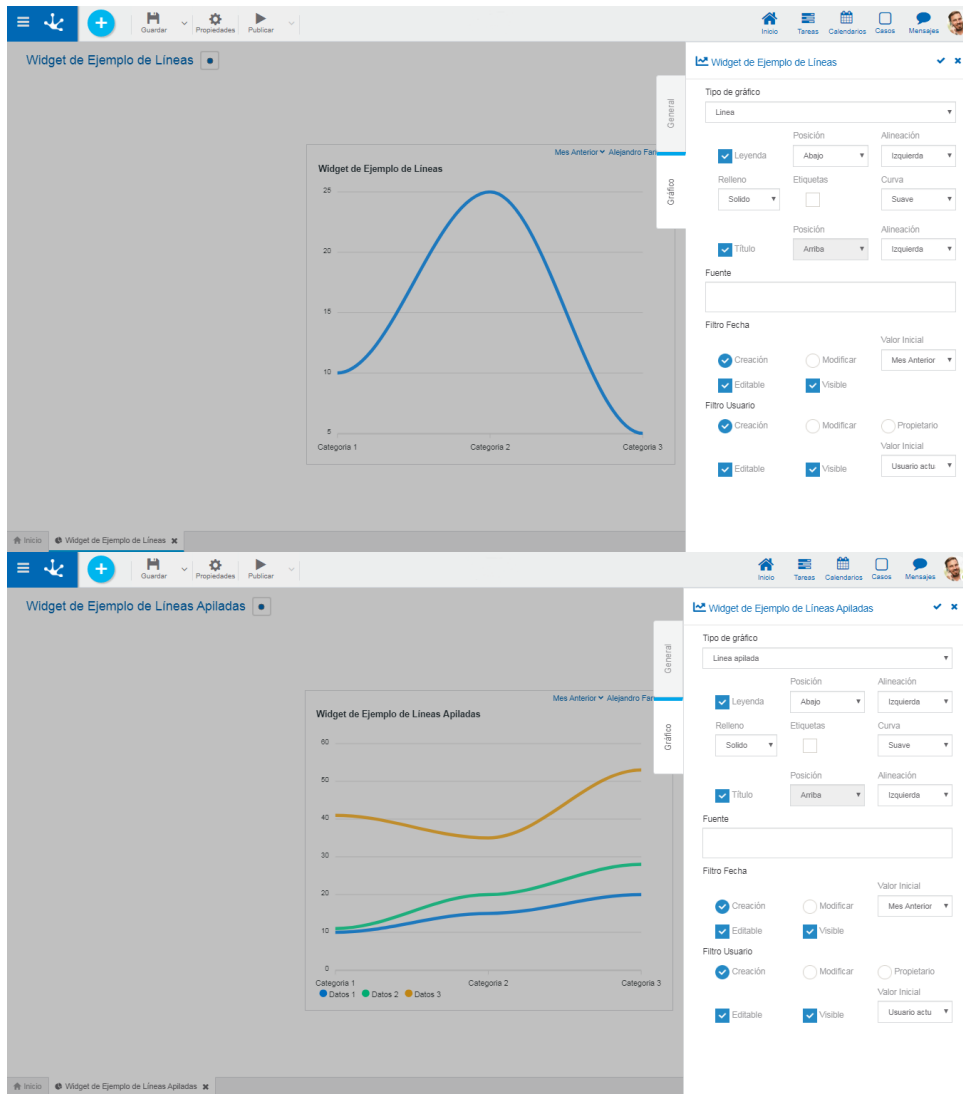 Guardar
Propiedades
Publicar
Inicio
Tareas
Calendarios
Casos
Mensajes
Widget de Ejemplo de Líneas
Widget de Ejemplo de Líneas
General
Gráfico
Tipo de gráfico
Linea
Posición Alineación
Leyenda Abajo Izquierda
Relleno Etiquetas Curva
Solido Suave
Posición Alineación
Título Arriba Izquierda
Fuente
Filtro Fecha
Valor Inicial
Creación Modificar Mes Anterior
Editable Visible
Filtro Usuario
Creación Modificar Propietario
Valor Inicial
Editable Visible Usuario actu
Mes Anterior Alejandro Fan
Widget de Ejemplo de Líneas
25
20
15
10
5
Categoria 1 Categoria 2 Categoria 3
Inicio Widget de Ejemplo de Líneas
Guardar
Propiedades
Publicar
Inicio
Tareas
Calendarios
Casos
Mensajes
Widget de Ejemplo de Líneas Apiladas
Widget de Ejemplo de Líneas Apiladas
General
Gráfico
Tipo de gráfico
Linea apilada
Posición Alineación
Leyenda Abajo Izquierda
Relleno Etiquetas Curva
Solido Suave
Posición Alineación
Título Arriba Izquierda
Fuente
Filtro Fecha
Valor Inicial
Creación Modificar Mes Anterior
Editable Visible
Filtro Usuario
Creación Modificar Propietario
Valor Inicial
Editable Visible Usuario actu
Mes Anterior Alejandro Fan
Widget de Ejemplo de Líneas Apiladas
60
50
40
30
20
10
0
Categoria 1 Categoria 2 Categoria 3
Datos 1 Datos 2 Datos 3
Inicio Widget de Ejemplo de Líneas Apiladas